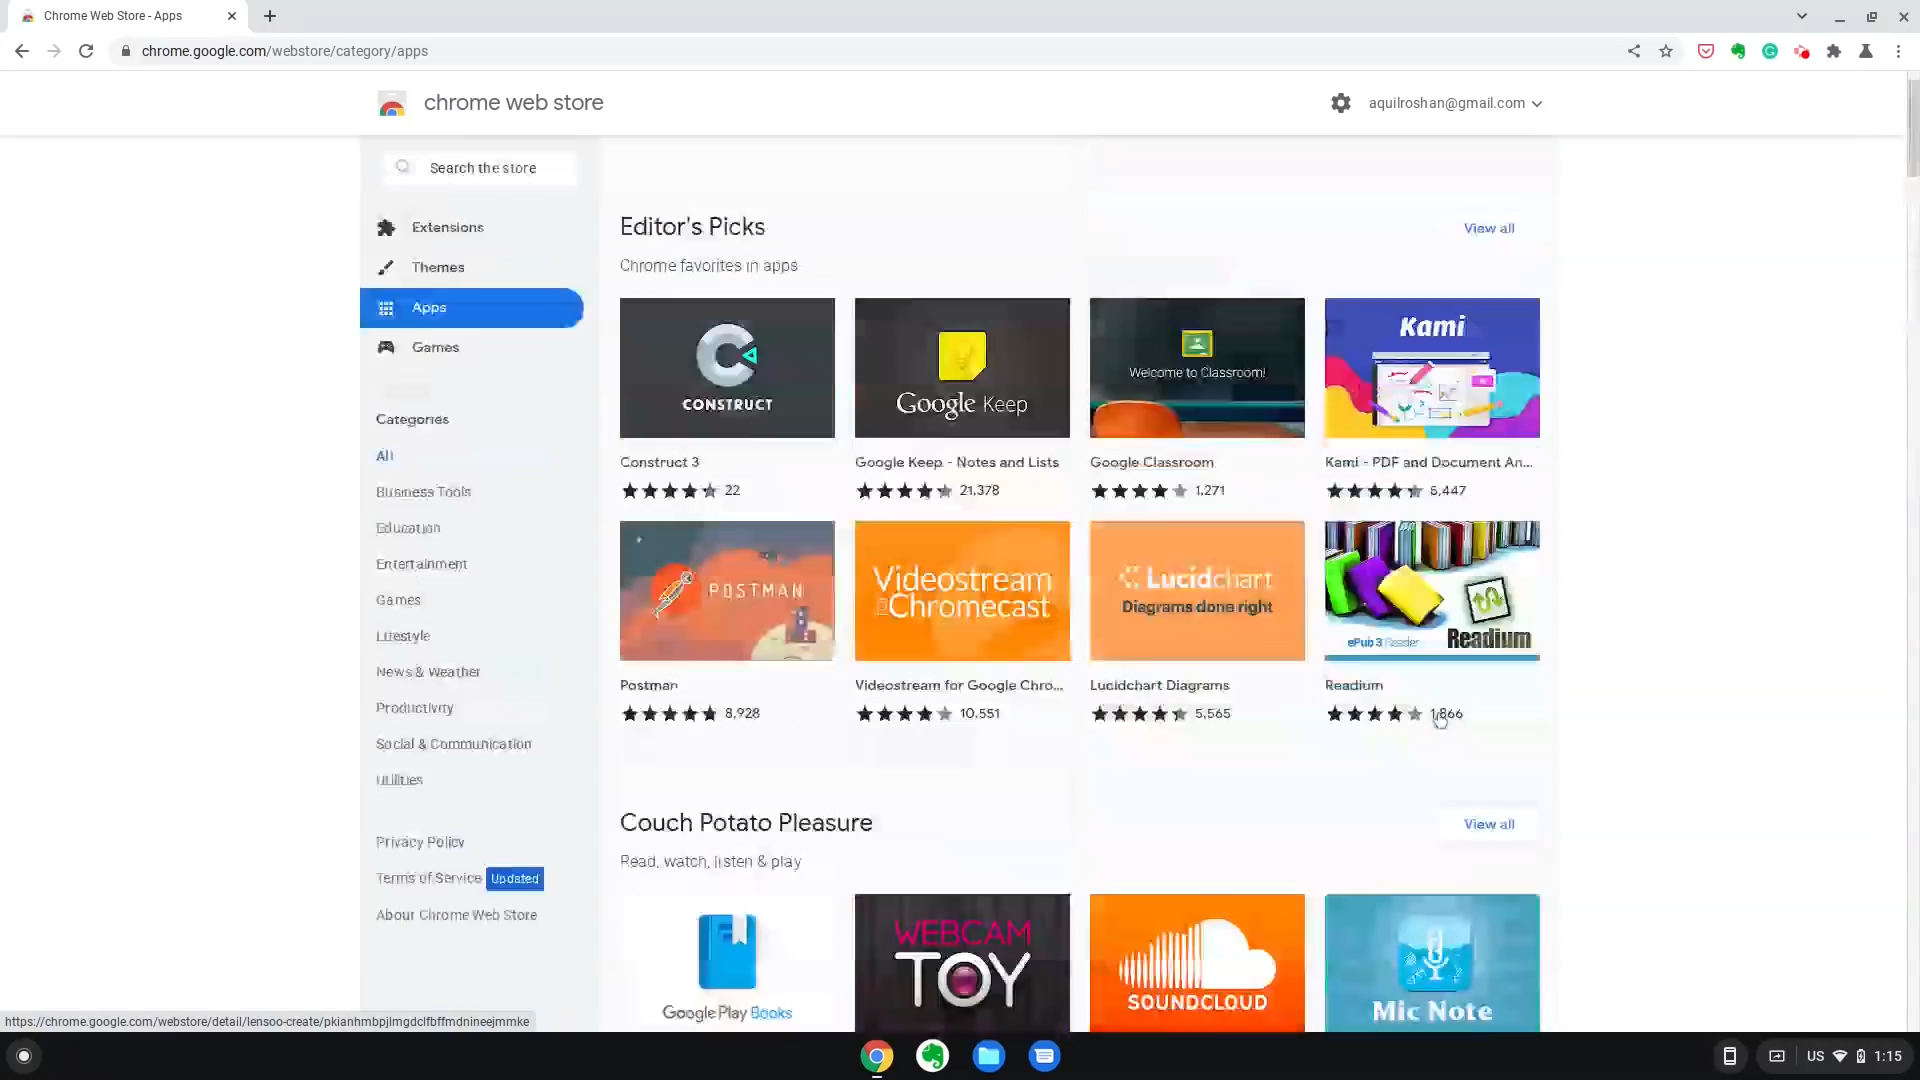 Chrome Web Store - Apps
chrome.google.com/webstore/category/apps
chrome web store
aquilroshan@gmail.com
Search the store
Extensions
Themes
Apps
Games
Categories
All
Business Tools
Education
Entertainment
Games
Lifestyle
News & Weather
Productivity
Social & Communication
Utilities
Privacy Policy
Terms of Service Updated
About Chrome Web Store
Editor's Picks
View all
Chrome favorites in apps
CONSTRUCT
Google Keep
Welcome to Classroom!
Kami
Construct 3
Google Keep - Notes and Lists
Google Classroom
Kami - PDF and Document An...
22
21,378
1,271
5,447
POSTMAN
Videostream
Chromecast
Lucidchart
Diagrams done right
ePub 3 Reader
Readium
Postman
Videostream for Google Chro...
Lucidchart Diagrams
Readium
8,928
10,551
5,565
1,866
Couch Potato Pleasure
View all
Read, watch, listen & play
Google Play Books
WEBCAM
TOY
SOUNDCLOUD
Mic Note
https://chrome.google.com/webstore/detail/lensoo-create/pkianhmbpjlmgdclfbffmdnineejmmke
US
1:15